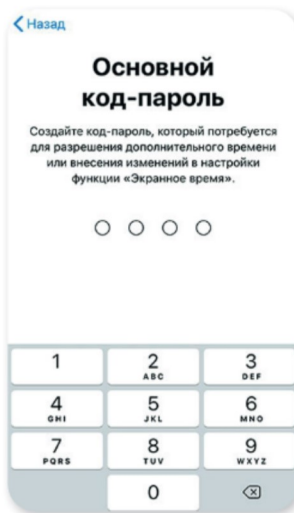 Назад
Основной
код-пароль
Создайте код-пароль, который потребуется
для разрешения дополнительного времени
или внесения изменений в настройки
функции «Экранное время».
1 2 3
ABC DEF
4 5 6
GHI JKL MNO
7 8 9
PQRS TUV WXYZ
0